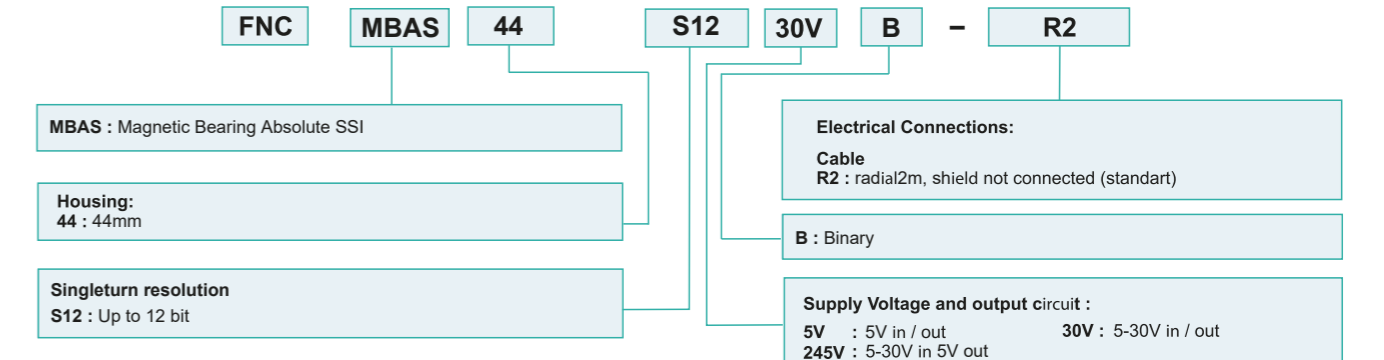 FNC MBAS 44 S12 30V B – R2
MBAS : Magnetic Bearing Absolute SSI
Housing:
44 : 44mm
Singleturn resolution
S12 : Up to 12 bit
Electrical Connections:
Cable
R2 : radial2m, shield not connected (standart)
B : Binary
Supply Voltage and output circuit :
5V : 5V in / out 30V : 5-30V in / out
245V : 5-30V in 5V out